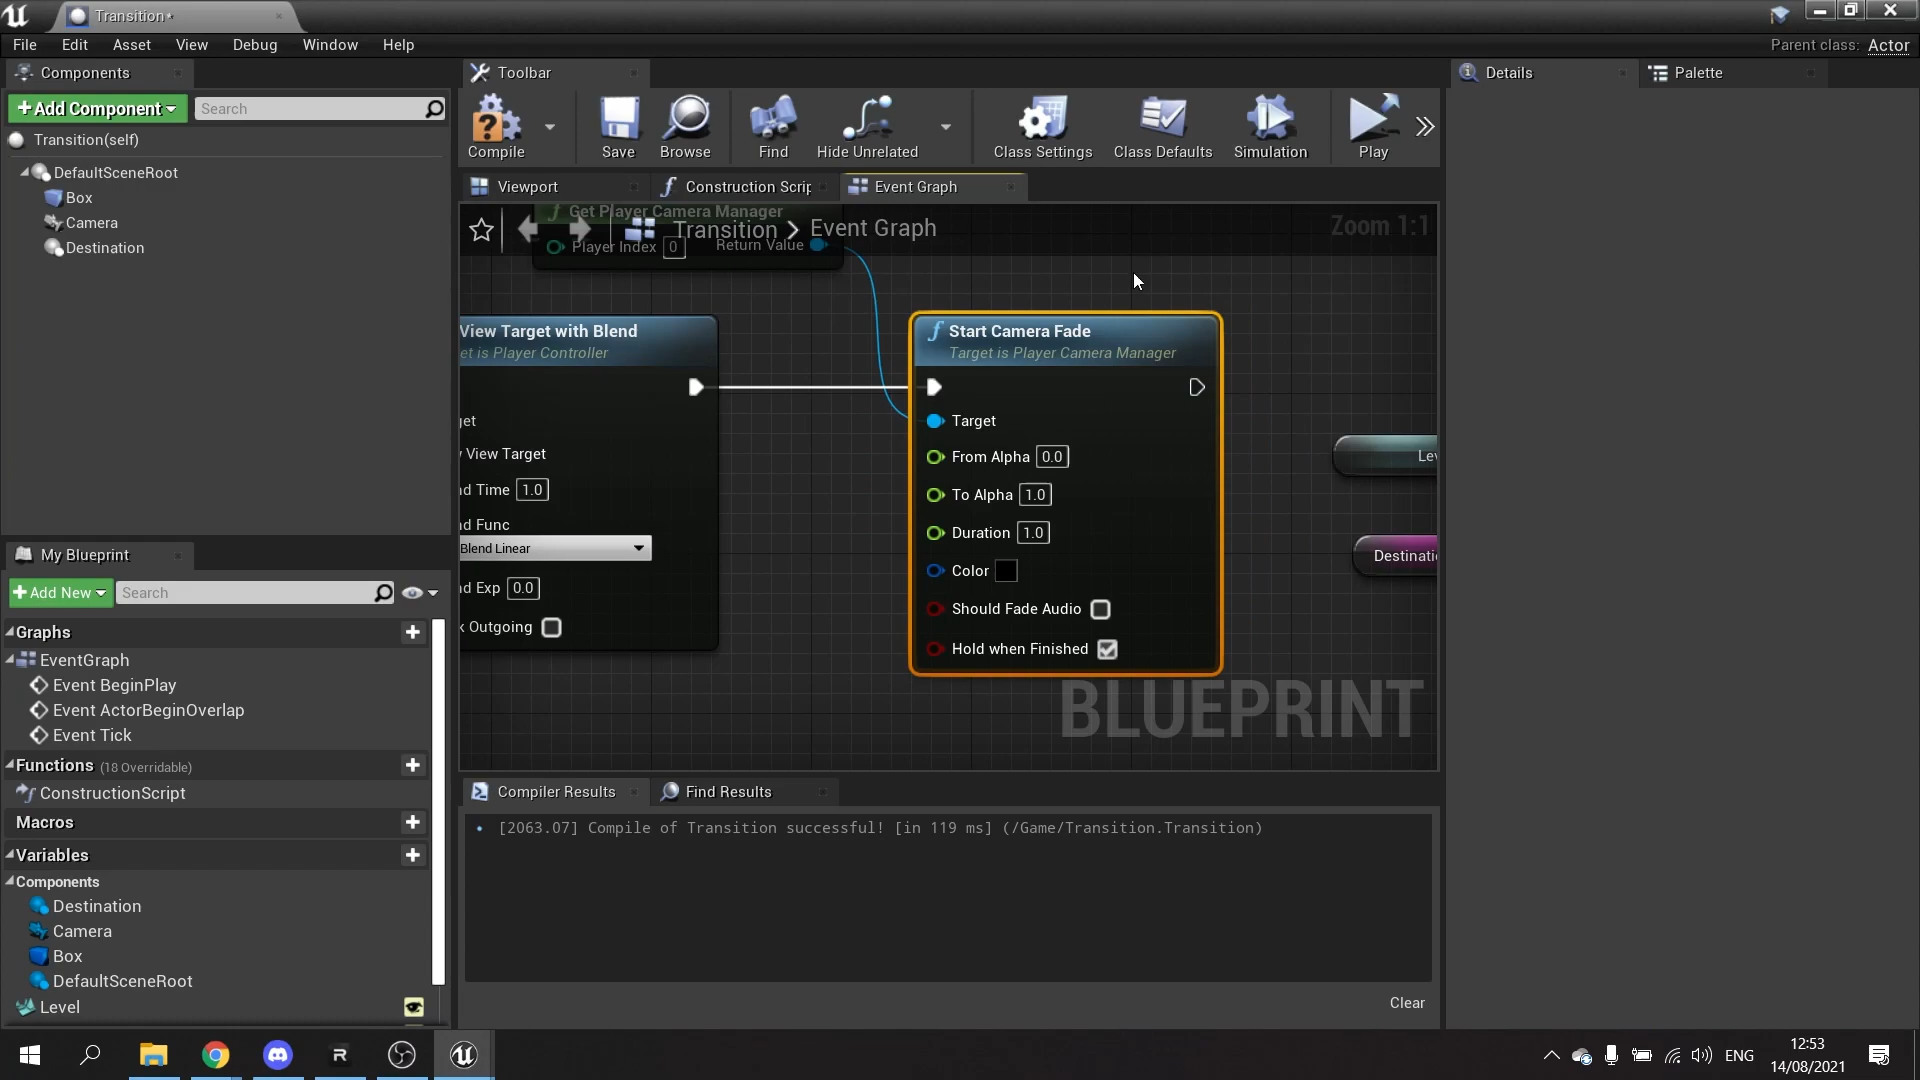 Transition*
File Edit Asset View Debug Window Help
Parent class: Actor
Components
+Add Component
Search
Transition(self)
DefaultSceneRoot
Box
Camera
Destination
Toolbar
Compile
Save
Browse
Find
Hide Unrelated
Class Settings
Class Defaults
Simulation
Play
Viewport
Construction Scrip
Event Graph
Get Player Camera Manager
Player Index 0 Return Value
Transition > Event Graph
Zoom 1:1
View Target with Blend
et is Player Controller
get
View Target
nd Time 1.0
nd Func
Blend Linear
nd Exp 0.0
k Outgoing
f Start Camera Fade
Target is Player Camera Manager
Target
From Alpha 0.0
To Alpha 1.0
Duration 1.0
Color
Should Fade Audio
Hold when Finished
Lev
Destinati
BLUEPRINT
Details
Palette
My Blueprint
+Add New
Search
Graphs
EventGraph
Event BeginPlay
Event ActorBeginOverlap
Event Tick
Functions (18 Overridable)
ConstructionScript
Macros
Variables
Components
Destination
Camera
Box
DefaultSceneRoot
Level
Compiler Results
Find Results
• [2063.07] Compile of Transition successful! [in 119 ms] (/Game/Transition.Transition)
Clear
ENG
12:53
14/08/2021